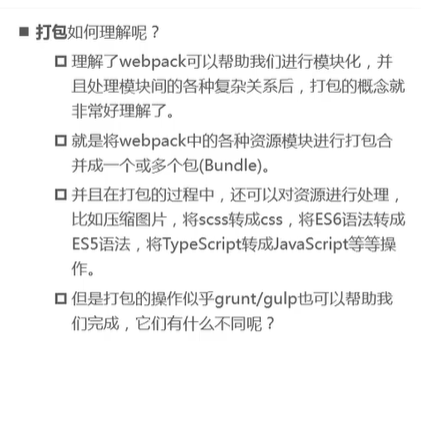 打包如何理解呢？
理解了webpack可以帮助我们进行模块化，并
且处理模块间的各种复杂关系后，打包的概念就
非常好理解了。
就是将webpack中的各种资源模块进行打包合
并成一个或多个包(Bundle)。
并且在打包的过程中，还可以对资源进行处理，
比如压缩图片，将scss转成css，将ES6语法转成
ES5语法，将TypeScript转成JavaScript等等操
作。
但是打包的操作似乎grunt/gulp也可以帮助我
们完成，它们有什么不同呢？